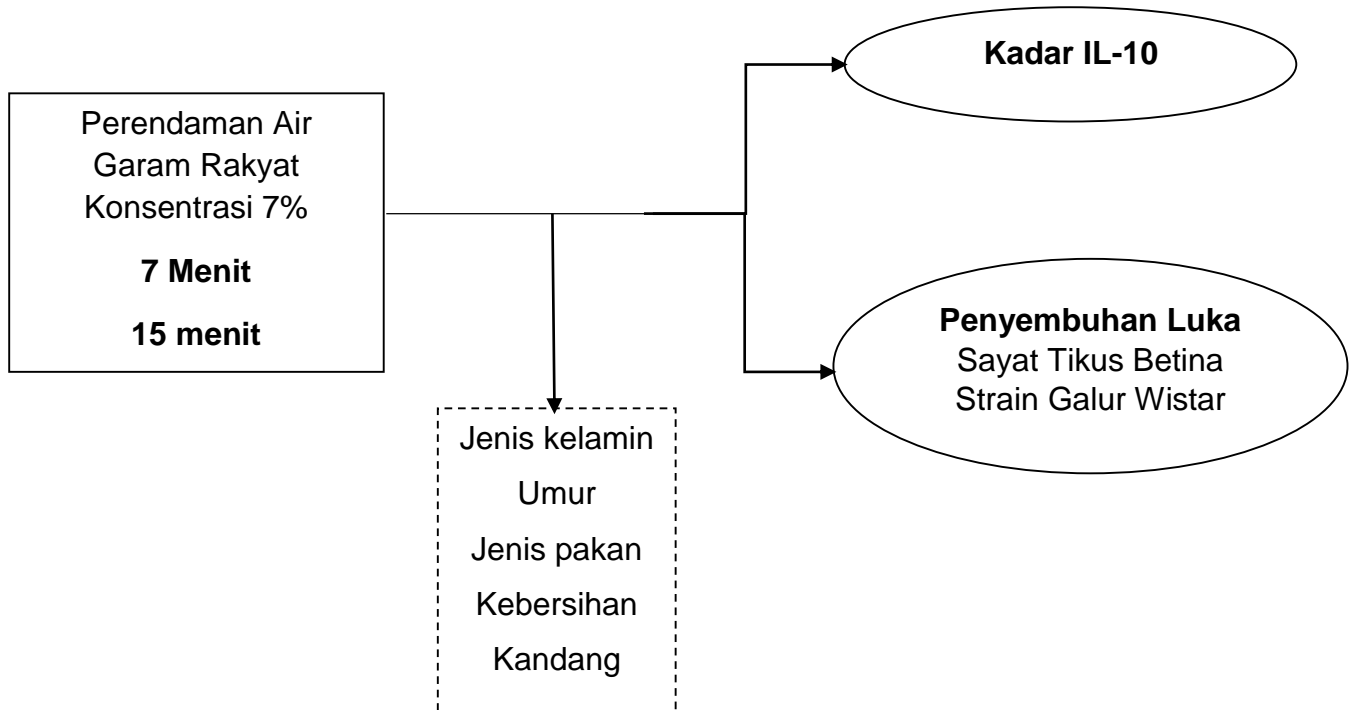 Kadar IL-10
Perendaman Air
Garam Rakyat
Konsentrasi 7%
7 Menit
15 menit
Penyembuhan Luka
Sayat Tikus Betina
Strain Galur Wistar
Jenis kelamin
Umur
Jenis pakan
Kebersihan
Kandang